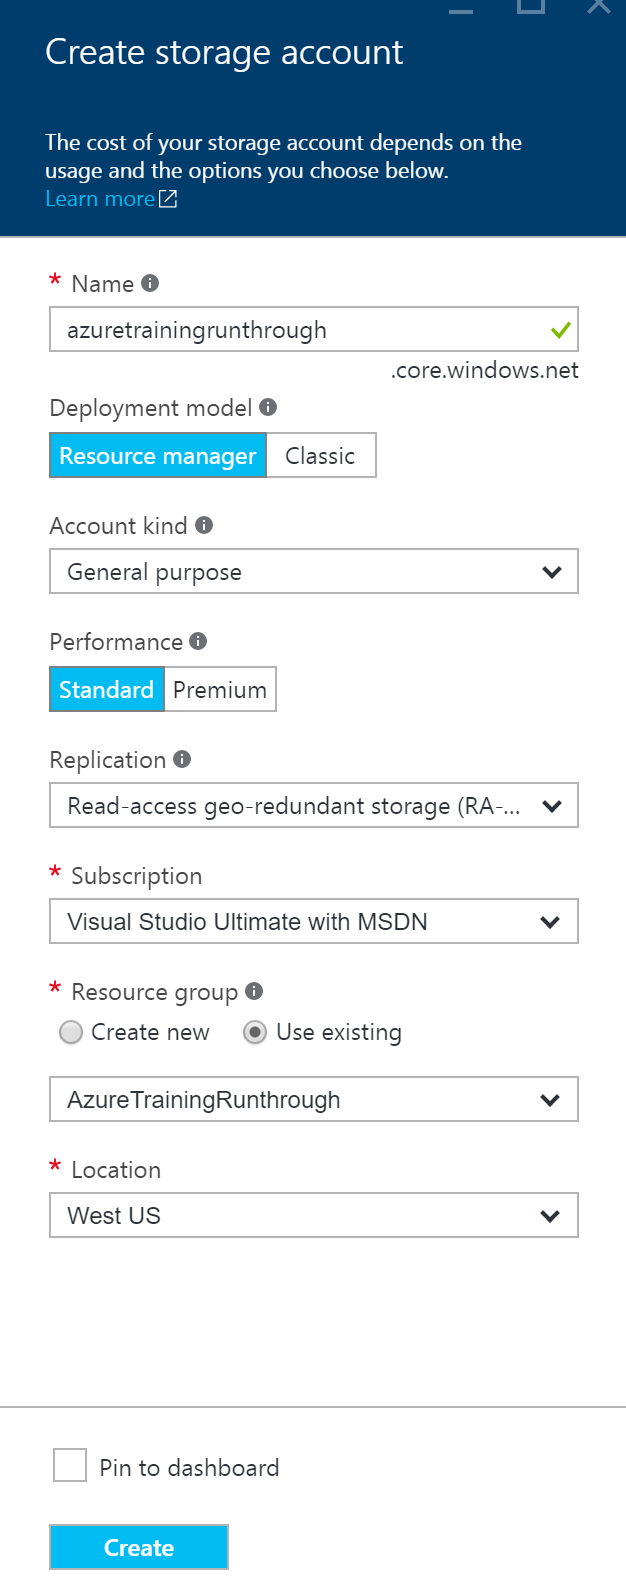 Create storage account
The cost of your storage account depends on the
usage and the options you choose below.
Learn more
* Name
azuretrainingrunthrough
.core.windows.net
Deployment model
Resource manager Classic
Account kind
General purpose
Performance
Standard Premium
Replication
Read-access geo-redundant storage (RA-...
* Subscription
Visual Studio Ultimate with MSDN
* Resource group
Create new Use existing
AzureTrainingRunthrough
* Location
West US
Pin to dashboard
Create